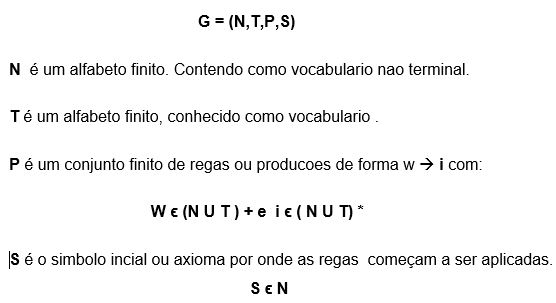 G = (N,T,P,S)
N é um alfabeto finito. Contendo como vocabulario nao terminal.
T é um alfabeto finito, conhecido como vocabulario .
P é um conjunto finito de regas ou producoes de forma w → i com:
W ϵ (N U T ) + e i ϵ ( N U T) *
S é o simbolo incial ou axioma por onde as regas começam a ser aplicadas.
S ϵ N